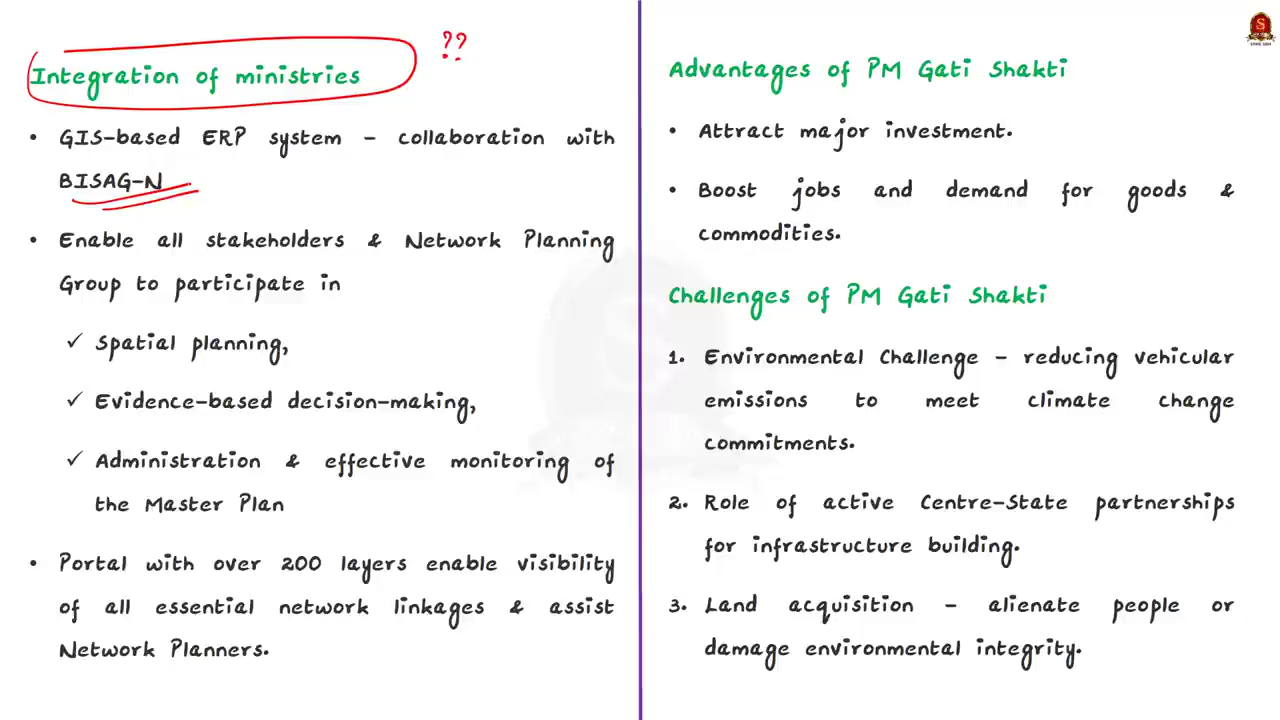 Integration of ministries
??
• GIS-based ERP system – collaboration with
BISAG-N
• Enable all stakeholders & Network Planning
Group to participate in
✓ Spatial planning,
✓ Evidence-based decision-making,
✓ Administration & effective monitoring of
the Master Plan
• Portal with over 200 layers enable visibility
of all essential network linkages & assist
Network Planners.
Advantages of PM Gati Shakti
• Attract major investment.
• Boost jobs and demand for goods &
commodities.
Challenges of PM Gati Shakti
1. Environmental Challenge – reducing vehicular
emissions to meet climate change
commitments.
2. Role of active Centre-State partnerships
for infrastructure building.
3. Land acquisition – alienate people or
damage environmental integrity.